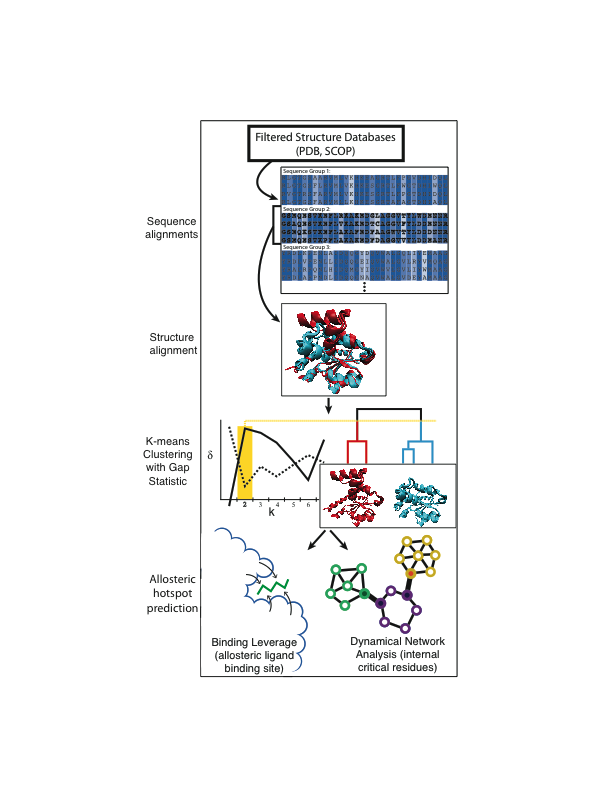 Filtered Structure Databases
(PDB, SCOP)
Sequence Group 1:
Sequence
alignments
Sequence Group 2:
Sequence Group 3:
Structure
alignment
K-means
Clustering
with Gap
Statistic
δ
2 3 4 5 6
k
Allosteric
hotspot
prediction
Binding Leverage
(allosteric ligand
binding site)
Dynamical Network
Analysis (internal
critical residues)